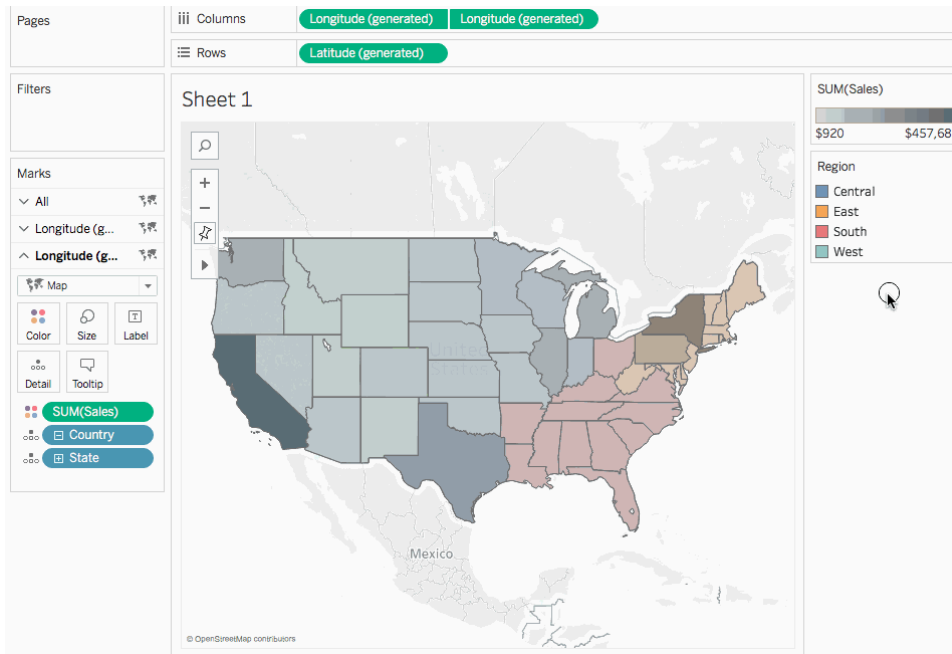 Pages
Columns
Longitude (generated) Longitude (generated)
Rows
Latitude (generated)
Filters
Marks
All
Longitude (g...
Longitude (g...
Map
Color Size Label
Detail Tooltip
SUM(Sales)
Country
State
Sheet 1
United States
Mexico
© OpenStreetMap contributors
SUM(Sales)
$920 $457,68
Region
Central
East
South
West